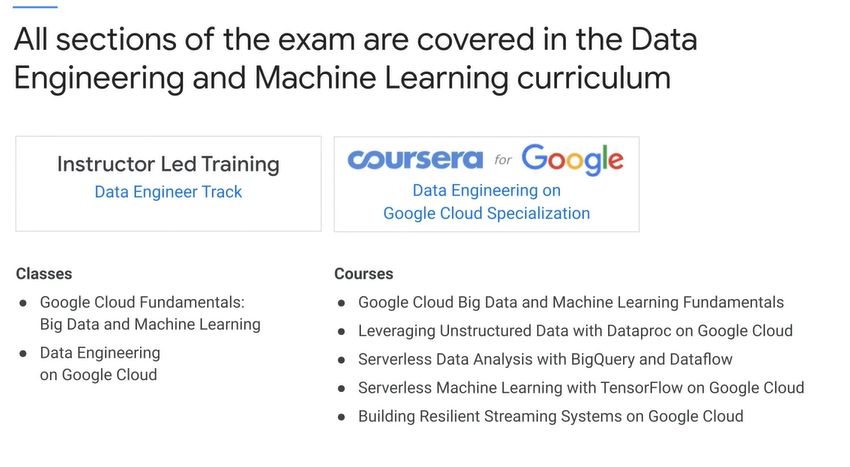 All sections of the exam are covered in the Data
Engineering and Machine Learning curriculum
Instructor Led Training
Data Engineer Track
coursera for Google
Data Engineering on
Google Cloud Specialization
Classes
• Google Cloud Fundamentals:
Big Data and Machine Learning
• Data Engineering
on Google Cloud
Courses
• Google Cloud Big Data and Machine Learning Fundamentals
• Leveraging Unstructured Data with Dataproc on Google Cloud
• Serverless Data Analysis with BigQuery and Dataflow
• Serverless Machine Learning with TensorFlow on Google Cloud
• Building Resilient Streaming Systems on Google Cloud